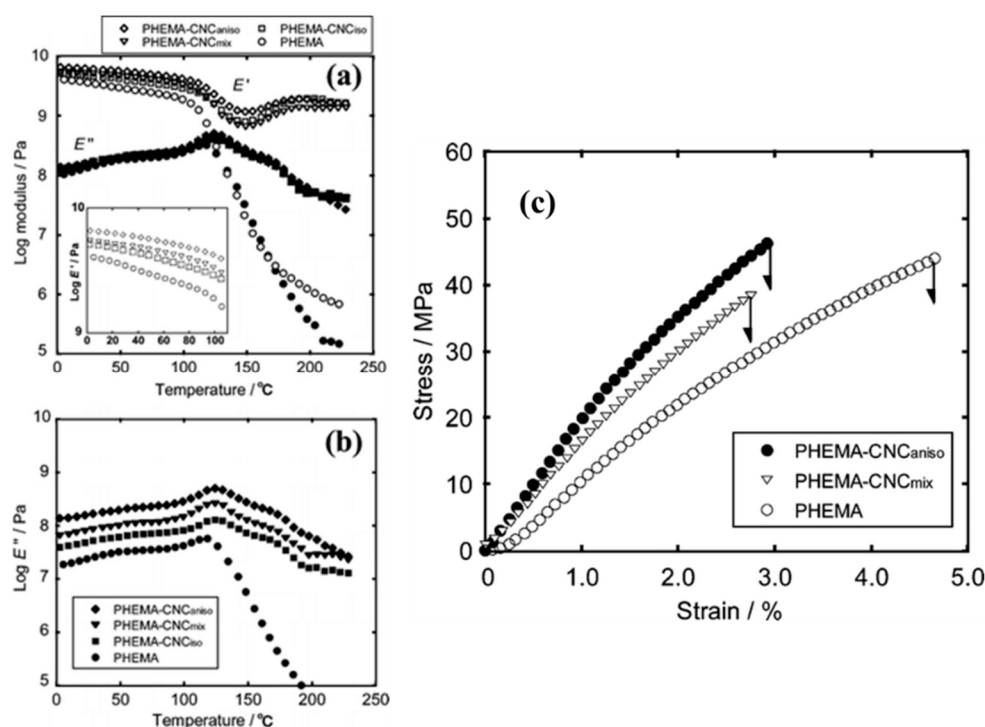 PHEMA-CNCaniso PHEMA-CNCiso
PHEMA-CNCmix PHEMA
(a)
10
9
8
7
6
5
E'
E"
Log modulus / Pa
10
Log E' / Pa
9
0 20 40 60 80 100
0 50 100 150 200 250
Temperature / °C
(b)
10
9
8
7
6
5
Log E" / Pa
PHEMA-CNCaniso
PHEMA-CNCmix
PHEMA-CNCiso
PHEMA
0 50 100 150 200 250
Temperature / °C
(c)
60
50
40
30
20
10
0
Stress / MPa
PHEMA-CNCaniso
PHEMA-CNCmix
PHEMA
0 1.0 2.0 3.0 4.0 5.0
Strain / %